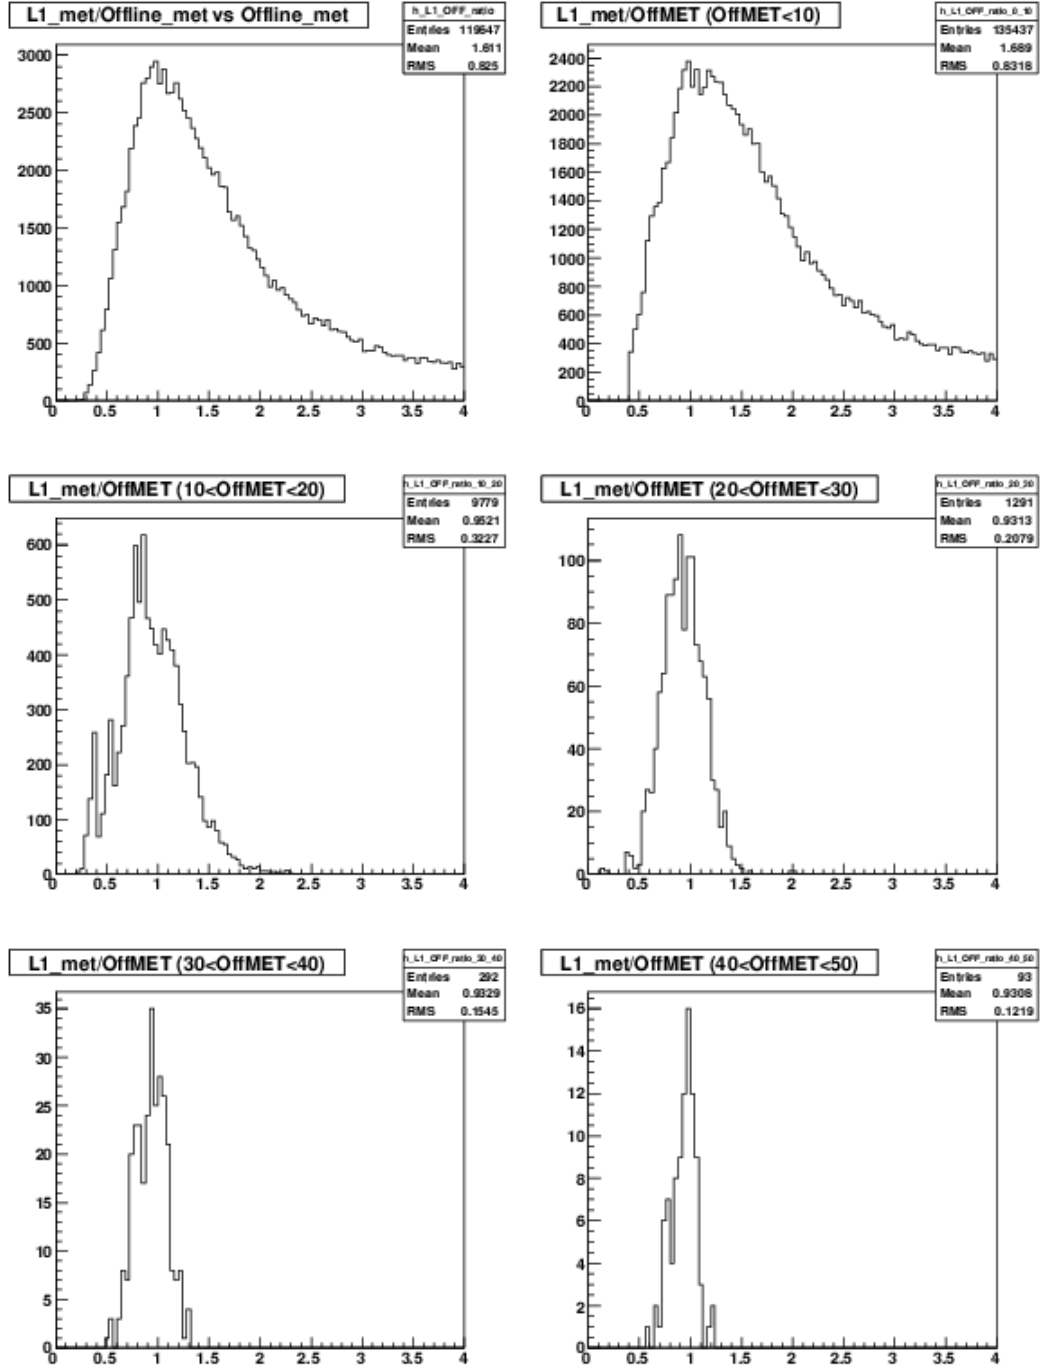 L1_met/Offline_met vs Offline_met
h_L1_OFF_ratio
Entries 119647
Mean 1.611
RMS 0.825
3000
2500
2000
1500
1000
500
0
0 0.5 1 1.5 2 2.5 3 3.5 4
L1_met/OffMET (OffMET<10)
h_L1_OFF_ratio_0_10
Entries 135437
Mean 1.689
RMS 0.8318
2400
2200
2000
1800
1600
1400
1200
1000
800
600
400
200
0
0 0.5 1 1.5 2 2.5 3 3.5 4
L1_met/OffMET (10<OffMET<20)
h_L1_OFF_ratio_10_20
Entries 9779
Mean 0.9521
RMS 0.3227
600
500
400
300
200
100
0
0 0.5 1 1.5 2 2.5 3 3.5 4
L1_met/OffMET (20<OffMET<30)
h_L1_OFF_ratio_20_30
Entries 1291
Mean 0.9313
RMS 0.2079
100
80
60
40
20
0
0 0.5 1 1.5 2 2.5 3 3.5 4
L1_met/OffMET (30<OffMET<40)
h_L1_OFF_ratio_30_40
Entries 292
Mean 0.9329
RMS 0.1545
35
30
25
20
15
10
5
0
0 0.5 1 1.5 2 2.5 3 3.5 4
L1_met/OffMET (40<OffMET<50)
h_L1_OFF_ratio_40_50
Entries 93
Mean 0.9308
RMS 0.1219
16
14
12
10
8
6
4
2
0
0 0.5 1 1.5 2 2.5 3 3.5 4